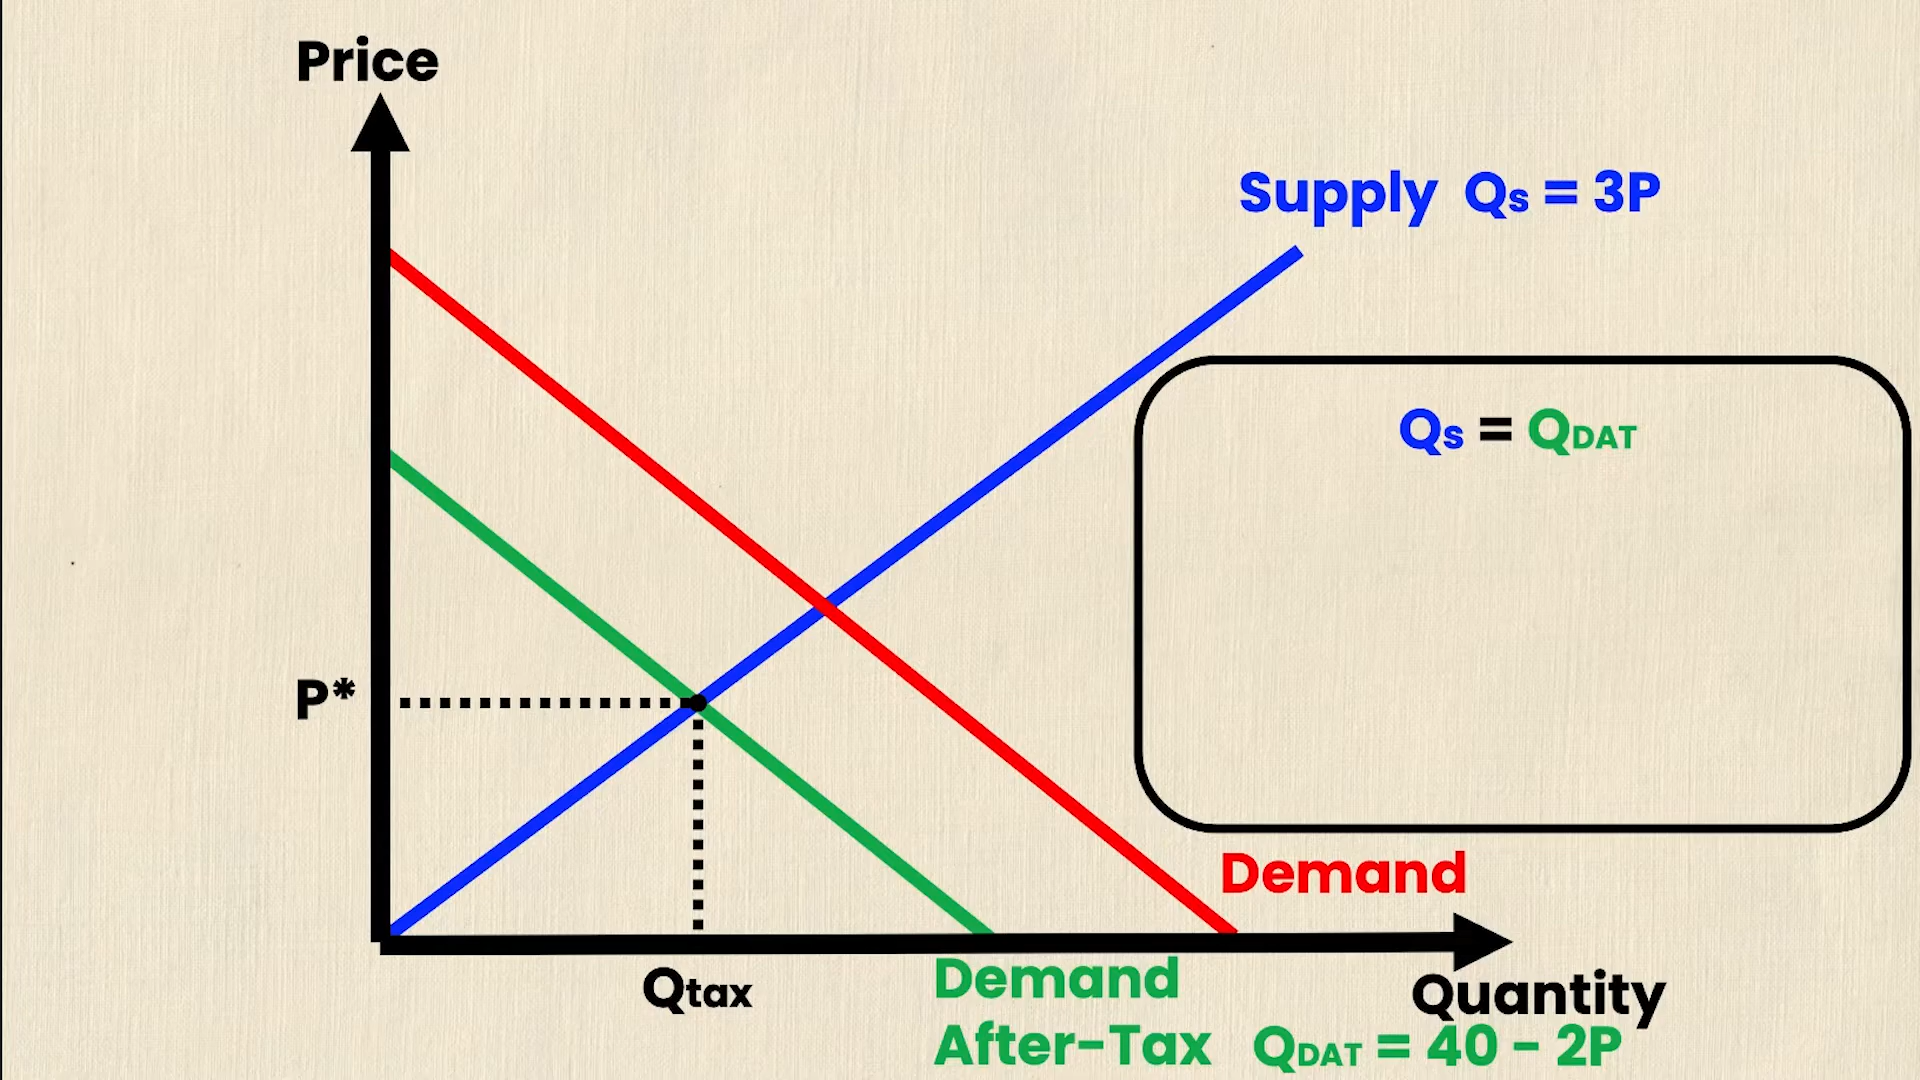 Price
Supply Qs = 3P
Qs = QDAT
P*
Demand
Qtax
Demand
After-Tax QDAT = 40 - 2P
Quantity